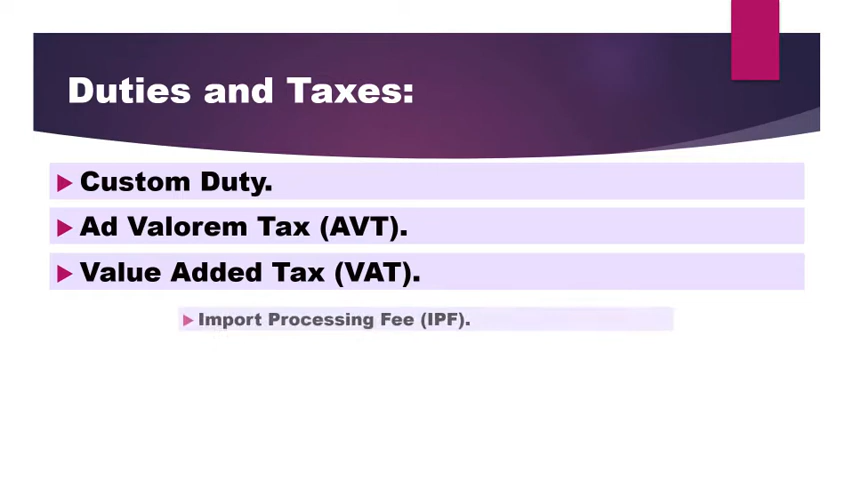 Duties and Taxes:
Custom Duty.
Ad Valorem Tax (AVT).
Value Added Tax (VAT).
Import Processing Fee (IPF).